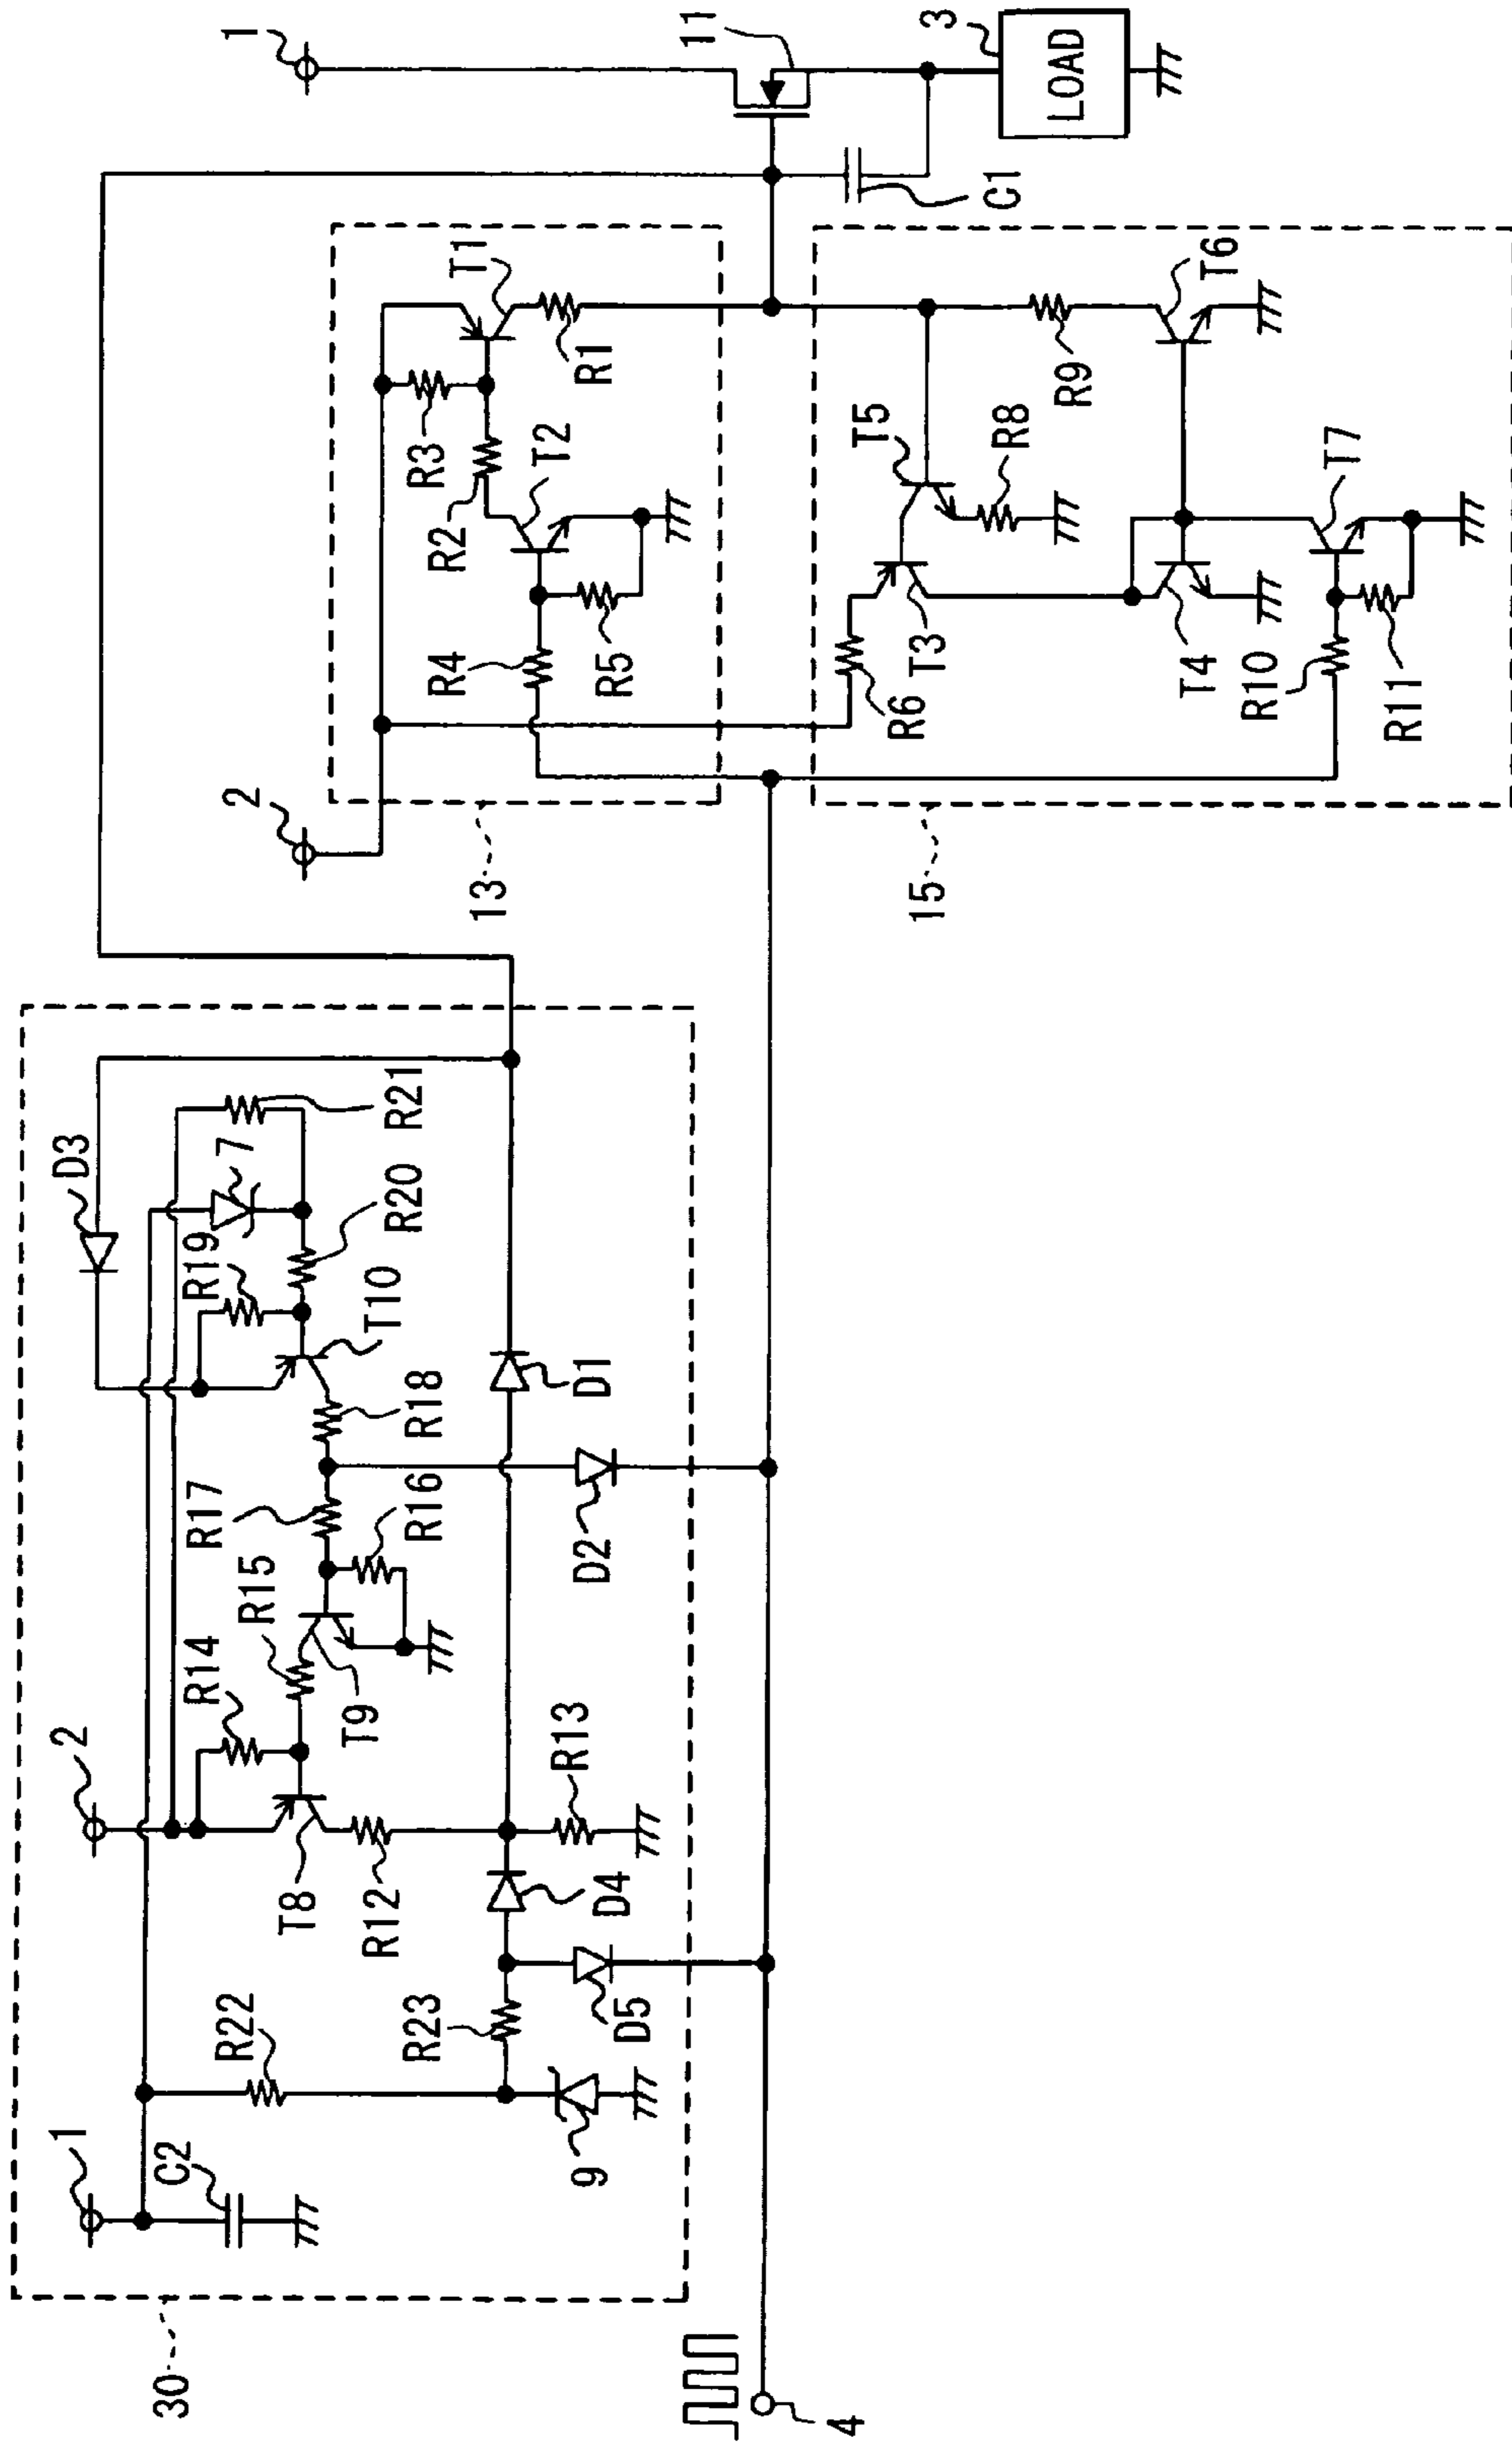 1
11
3
LOAD
C1
T1
R1
R3
R2
T2
R4
R5
2
13
T5
R8
R9
T6
R6
T3
T4
T7
R10
R11
15
D3
R21
7
R20
R19
T10
R18
D1
R17
R16
D2
R15
R14
T9
2
R13
T8
R12
D4
R23
D5
R22
1
C2
9
30
4